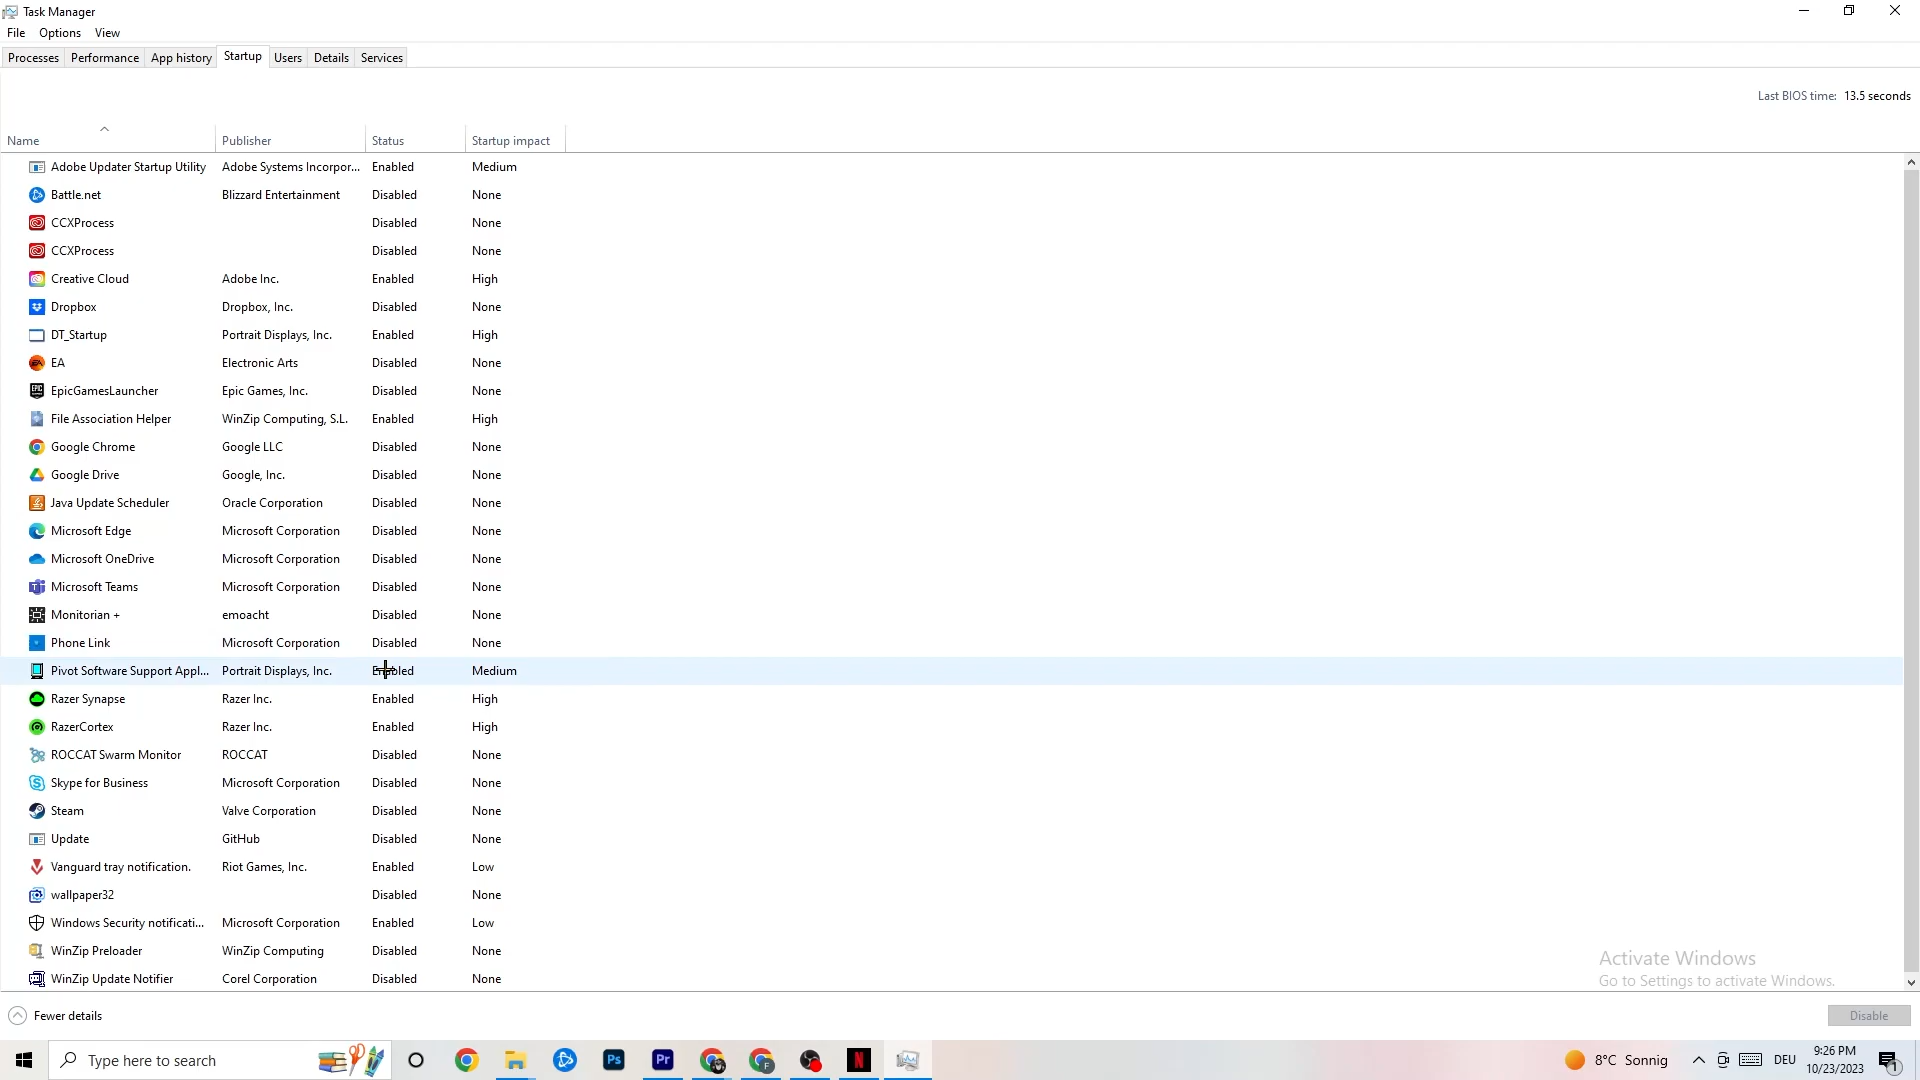 Task Manager
File Options View
Processes Performance App history Startup Users Details Services
Last BIOS time: 13.5 seconds
Name Publisher Status Startup impact
Adobe Updater Startup Utility Adobe Systems Incorpor... Enabled Medium
Battle.net Blizzard Entertainment Disabled None
CCXProcess Disabled None
CCXProcess Disabled None
Creative Cloud Adobe Inc. Enabled High
Dropbox Dropbox, Inc. Disabled None
DT_Startup Portrait Displays, Inc. Enabled High
EA Electronic Arts Disabled None
EpicGamesLauncher Epic Games, Inc. Disabled None
File Association Helper WinZip Computing, S.L. Enabled High
Google Chrome Google LLC Disabled None
Google Drive Google, Inc. Disabled None
Java Update Scheduler Oracle Corporation Disabled None
Microsoft Edge Microsoft Corporation Disabled None
Microsoft OneDrive Microsoft Corporation Disabled None
Microsoft Teams Microsoft Corporation Disabled None
Monitorian + emoacht Disabled None
Phone Link Microsoft Corporation Disabled None
Pivot Software Support Appl... Portrait Displays, Inc. Enabled Medium
Razer Synapse Razer Inc. Enabled High
RazerCortex Razer Inc. Enabled High
ROCCAT Swarm Monitor ROCCAT Disabled None
Skype for Business Microsoft Corporation Disabled None
Steam Valve Corporation Disabled None
Update GitHub Disabled None
Vanguard tray notification. Riot Games, Inc. Enabled Low
wallpaper32 Disabled None
Windows Security notificati... Microsoft Corporation Enabled Low
WinZip Preloader WinZip Computing Disabled None
WinZip Update Notifier Corel Corporation Disabled None
Activate Windows
Go to Settings to activate Windows.
Fewer details Disable
Type here to search Ps Pr F N 8°C Sonnig DEU 9:26 PM
10/23/2023 1